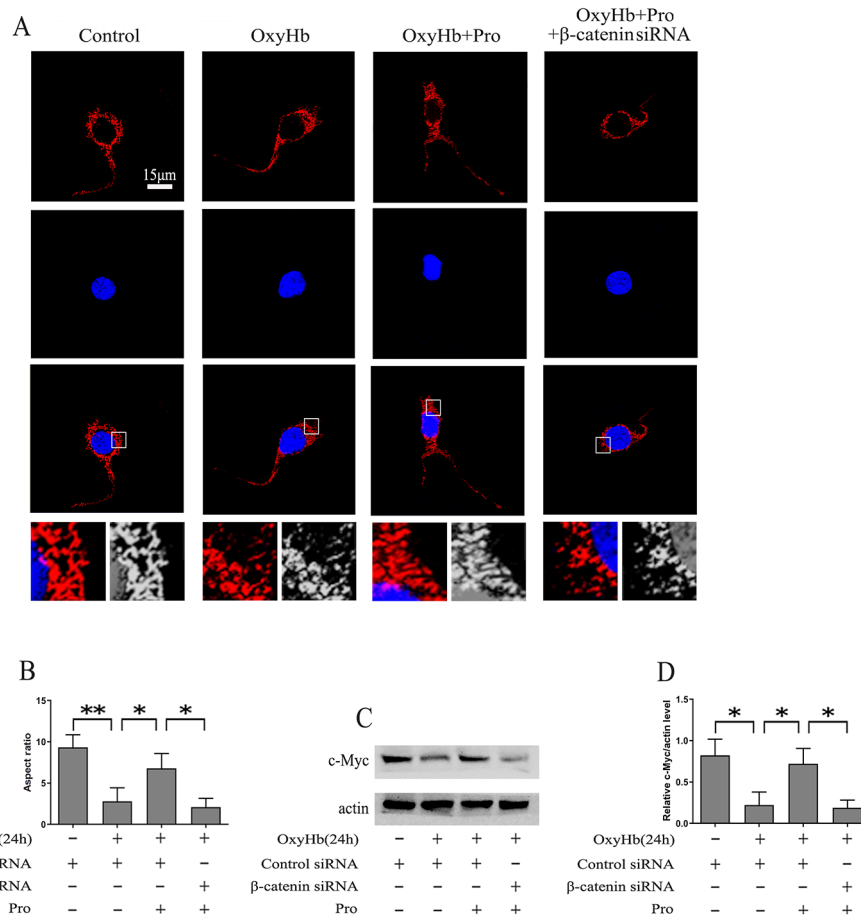 A
Control
OxyHb
OxyHb+Pro
OxyHb+Pro
+β-catenin siRNA
15μm
B
Aspect ratio
15
10
5
0
** * *
(24h) – + + +
RNA + + + –
RNA – – – +
Pro – – + +
C
c-Myc
actin
OxyHb(24h) – + + +
Control siRNA + + + –
β-catenin siRNA – – – +
Pro – – + +
D
Relative c-Myc/actin level
1.5
1.0
0.5
0.0
* * *
OxyHb(24h) – + + +
Control siRNA + + + –
β-catenin siRNA – – – +
Pro – – + +